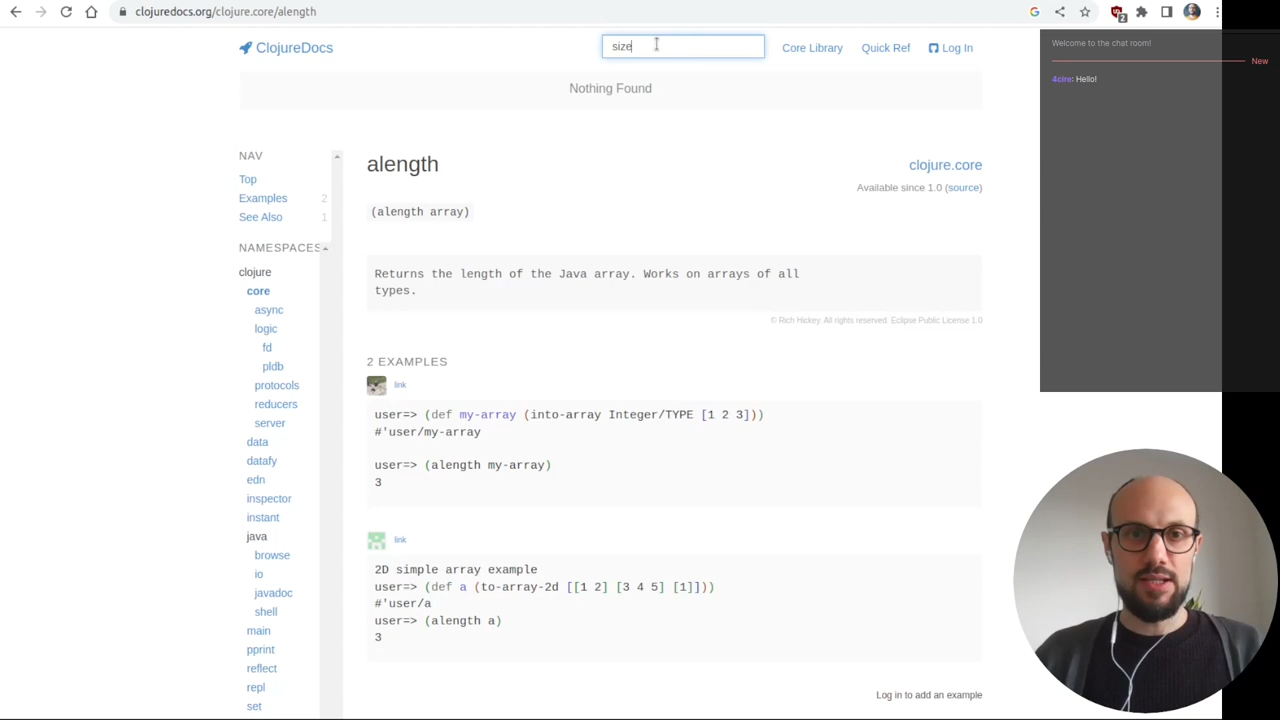 clojuredocs.org/clojure.core/alength
2
Welcome to the chat room!
New
4cire: Hello!
ClojureDocs
size
Core Library
Quick Ref
Log In
Nothing Found
NAV
Top
Examples 2
See Also 1
NAMESPACES
clojure
core
async
logic
fd
pldb
protocols
reducers
server
data
datafy
edn
inspector
instant
java
browse
io
javadoc
shell
main
pprint
reflect
repl
set
alength
clojure.core
Available since 1.0 (source)
(alength array)
Returns the length of the Java array. Works on arrays of all
types.
© Rich Hickey. All rights reserved. Eclipse Public License 1.0
2 EXAMPLES
link
user=> (def my-array (into-array Integer/TYPE [1 2 3]))
#'user/my-array
user=> (alength my-array)
3
link
2D simple array example
user=> (def a (to-array-2d [[1 2] [3 4 5] [1]]))
#'user/a
user=> (alength a)
3
Log in to add an example